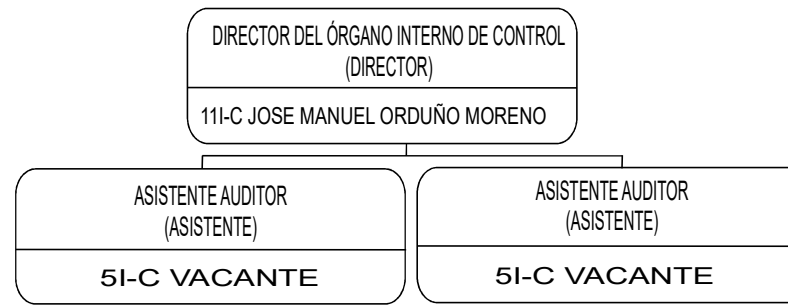 DIRECTOR DEL ÓRGANO INTERNO DE CONTROL
(DIRECTOR)
11I-C JOSE MANUEL ORDUÑO MORENO
ASISTENTE AUDITOR
(ASISTENTE)
5I-C VACANTE
ASISTENTE AUDITOR
(ASISTENTE)
5I-C VACANTE